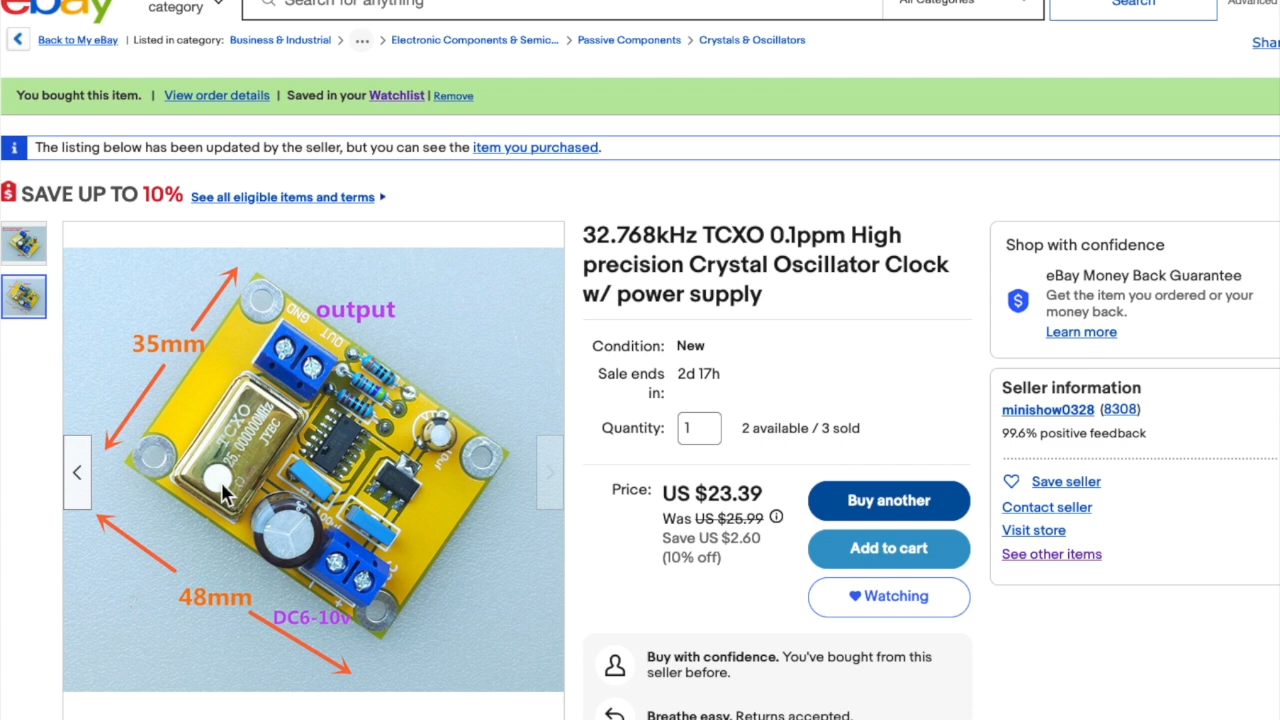 ebay
category
Search for anything
All Categories
Search
Advanced
Back to My eBay | Listed in category: Business & Industrial > ••• > Electronic Components & Semic... > Passive Components > Crystals & Oscillators
Shar
You bought this item. | View order details | Saved in your Watchlist | Remove
i The listing below has been updated by the seller, but you can see the item you purchased.
$ SAVE UP TO 10% See all eligible items and terms
output
35mm
48mm
DC6-10v
GND
OUT
TCXO
25.000000MHz
JYEC
32.768kHz TCXO 0.1ppm High
precision Crystal Oscillator Clock
w/ power supply
Condition: New
Sale ends
in:
2d 17h
Quantity: 1 2 available / 3 sold
Price: US $23.39
Was US $25.99
Save US $2.60
(10% off)
Buy another
Add to cart
Watching
Buy with confidence. You've bought from this
seller before.
Breathe easy. Returns accepted.
Shop with confidence
eBay Money Back Guarantee
Get the item you ordered or your
money back.
Learn more
Seller information
minishow0328 (8308)
99.6% positive feedback
Save seller
Contact seller
Visit store
See other items